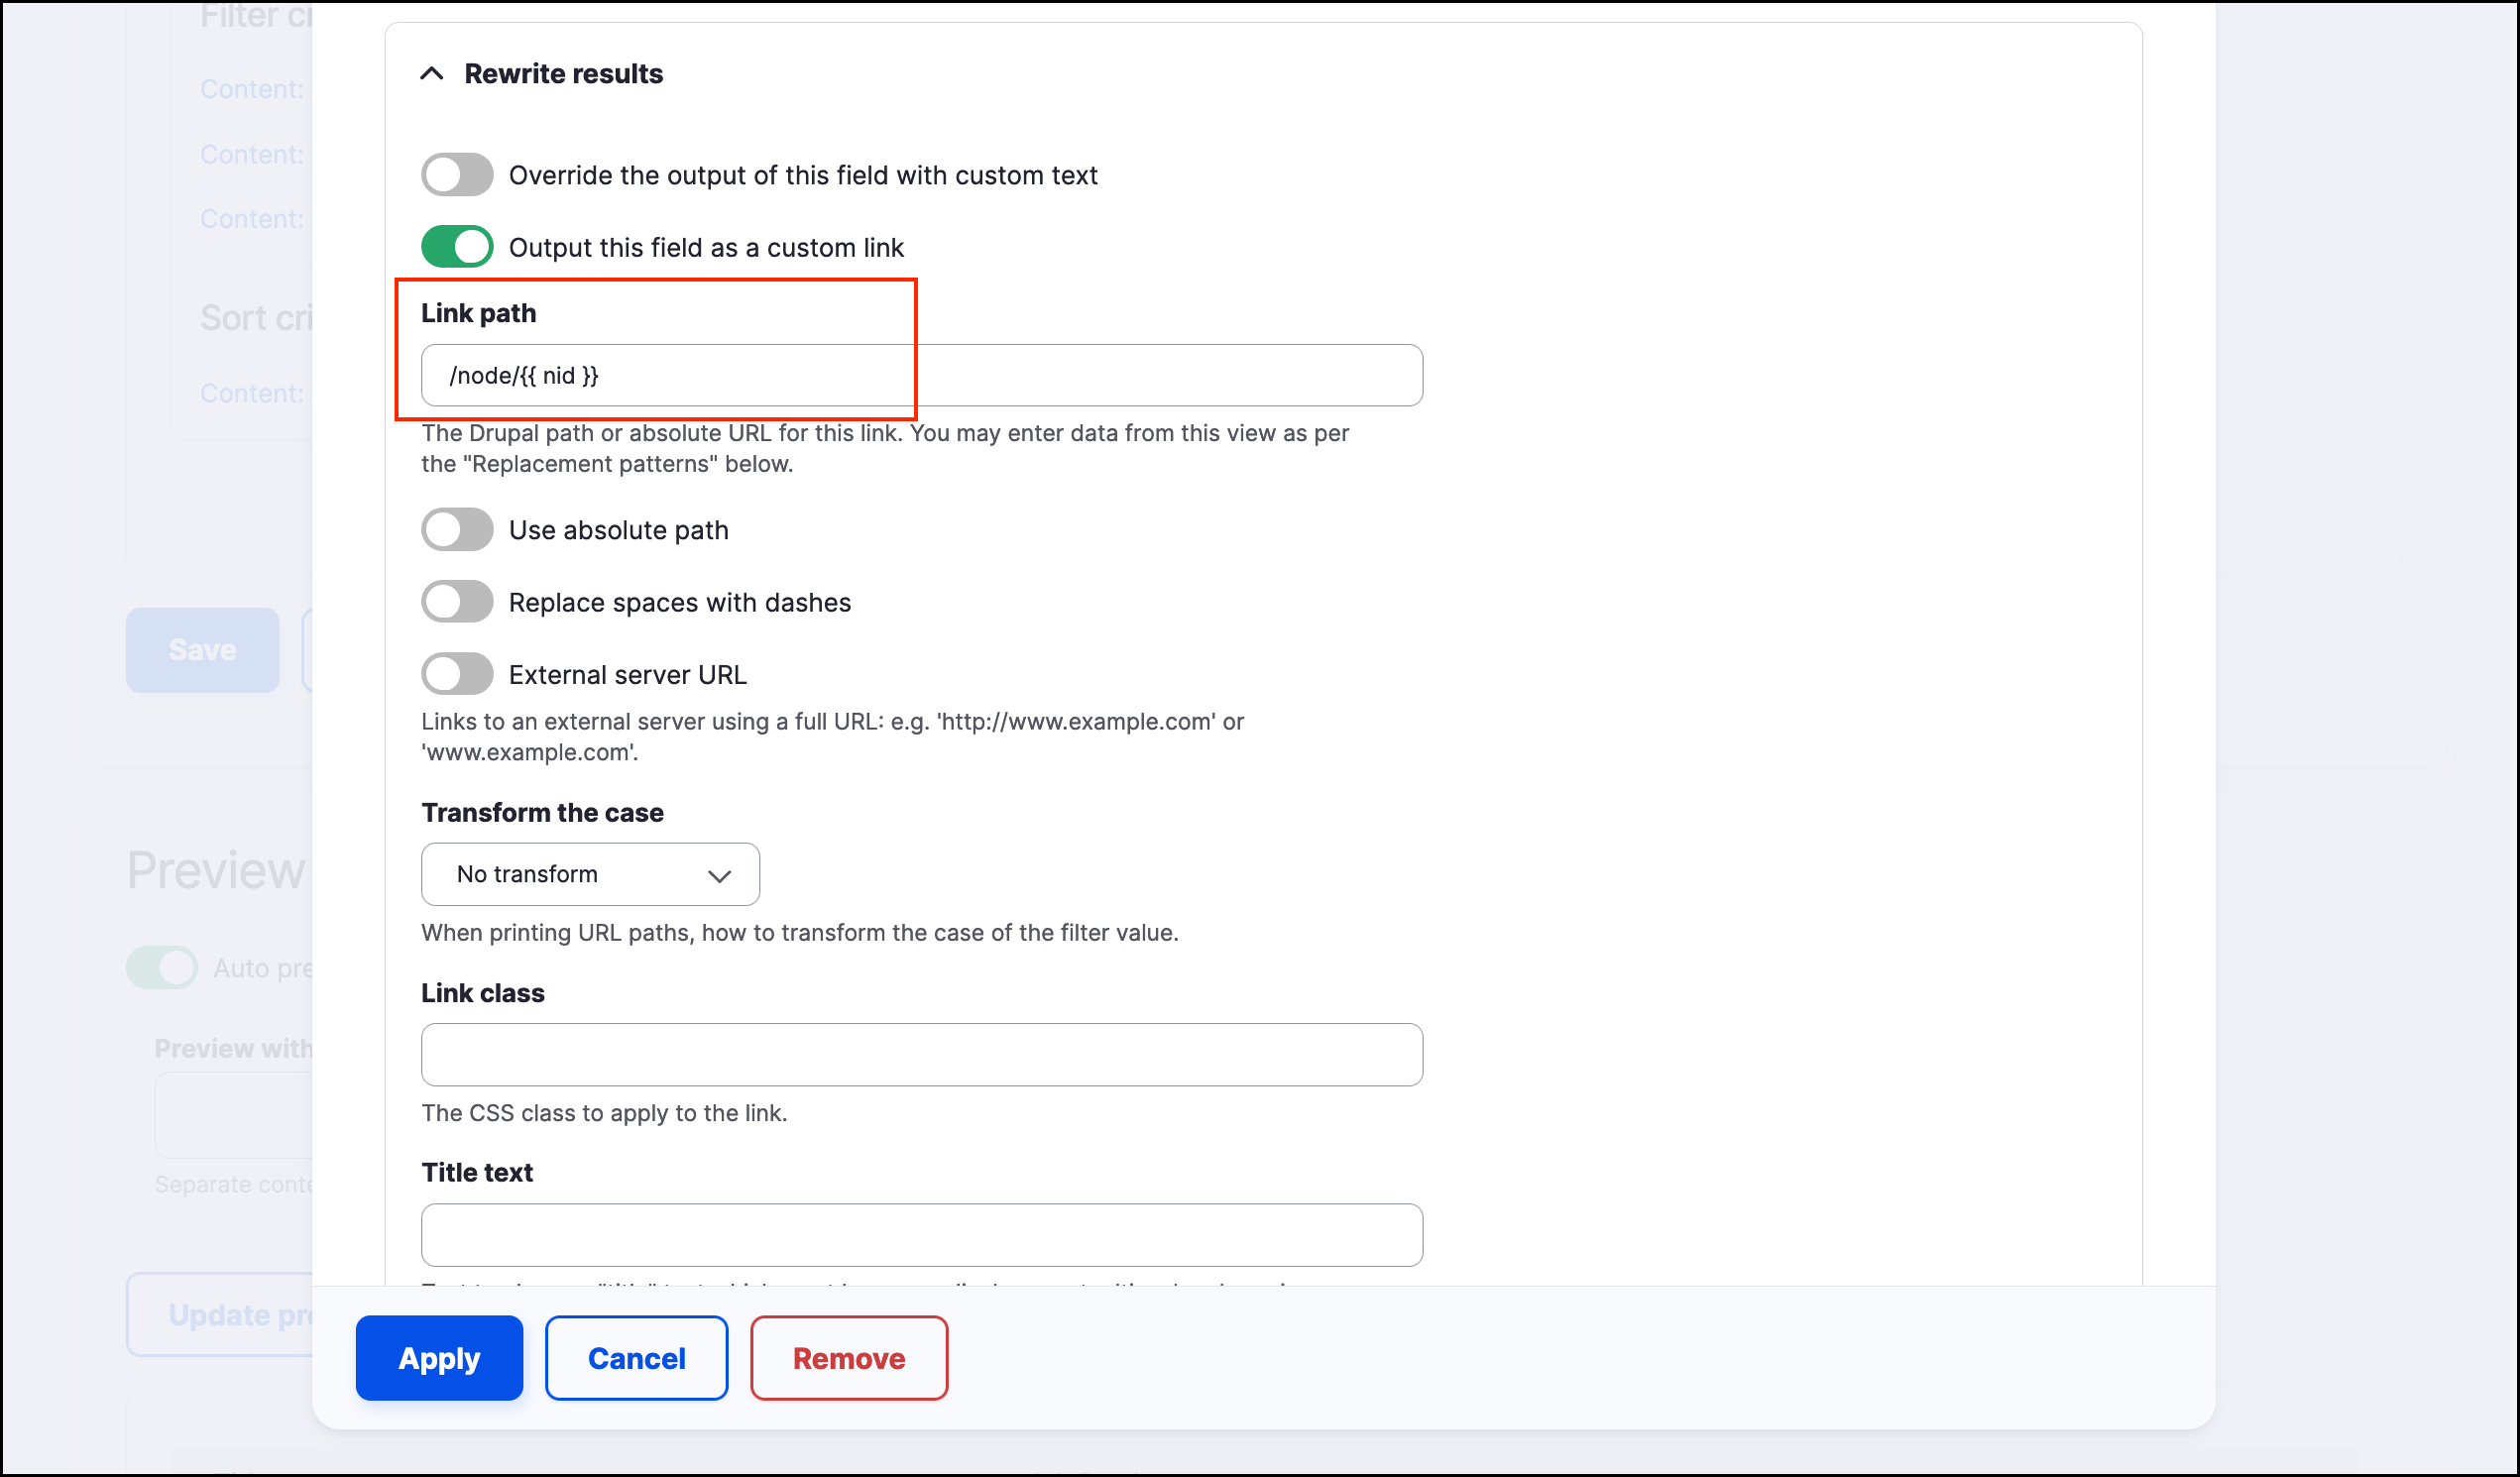 Filter
Content:
Content:
Content:
Sort
Content:
Save
Preview
Auto
Preview with
Separate
Update
Rewrite results
Override the output of this field with custom text
Output this field as a custom link
Link path
/node/{{ nid }}
The Drupal path or absolute URL for this link. You may enter data from this view as per
the "Replacement patterns" below.
Use absolute path
Replace spaces with dashes
External server URL
Links to an external server using a full URL: e.g. 'http://www.example.com' or
'www.example.com'.
Transform the case
No transform
When printing URL paths, how to transform the case of the filter value.
Link class
The CSS class to apply to the link.
Title text
Apply
Cancel
Remove